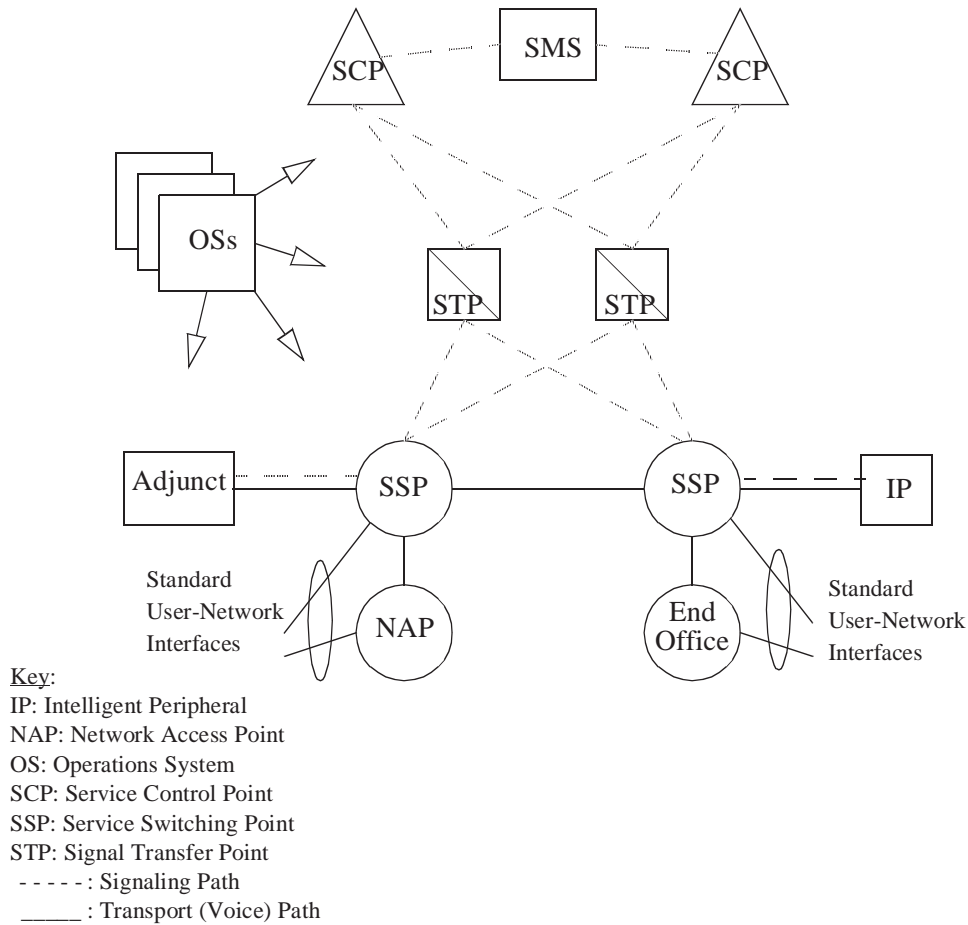 SCP
SMS
SCP
OSs
STP
STP
Adjunct
SSP
SSP
IP
Standard
User-Network
Interfaces
NAP
End
Office
Standard
User-Network
Interfaces
Key:
IP: Intelligent Peripheral
NAP: Network Access Point
OS: Operations System
SCP: Service Control Point
SSP: Service Switching Point
STP: Signal Transfer Point
- - - - - : Signaling Path
_____ : Transport (Voice) Path